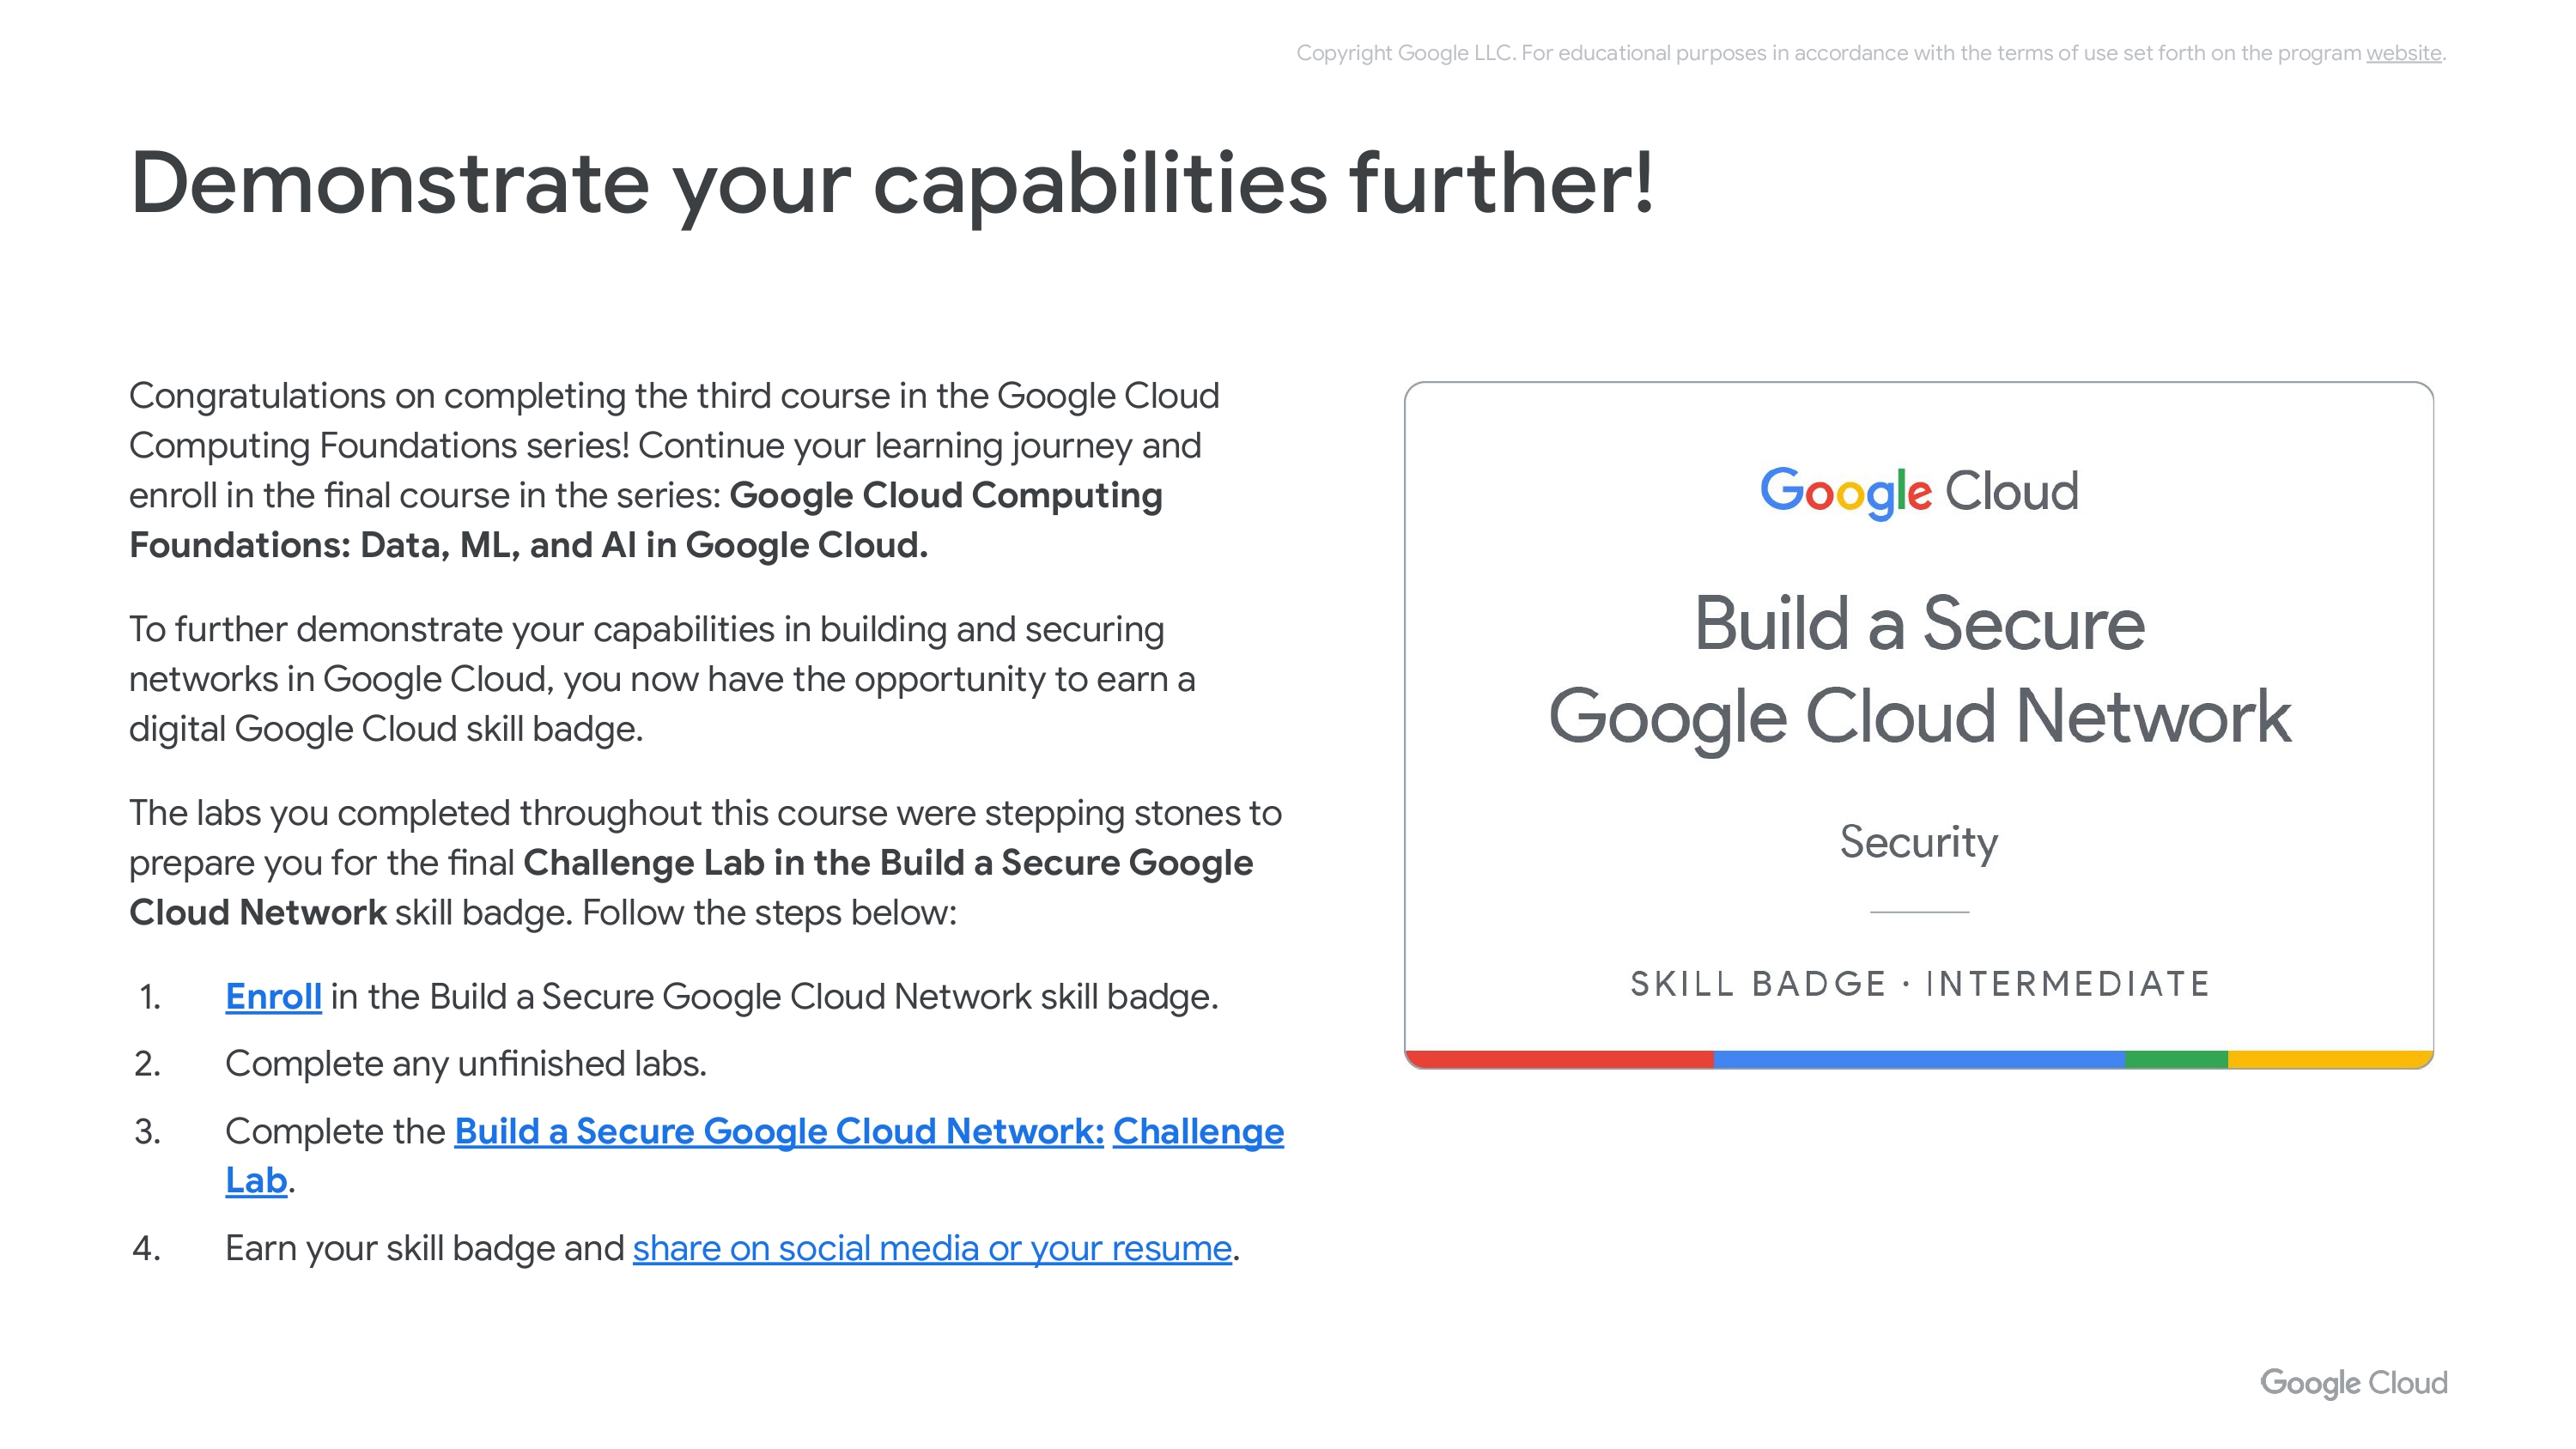 Copyright Google LLC. For educational purposes in accordance with the terms of use set forth on the program website.
Demonstrate your capabilities further!
Congratulations on completing the third course in the Google Cloud
Computing Foundations series! Continue your learning journey and
enroll in the final course in the series: Google Cloud Computing
Foundations: Data, ML, and AI in Google Cloud.
To further demonstrate your capabilities in building and securing
networks in Google Cloud, you now have the opportunity to earn a
digital Google Cloud skill badge.
The labs you completed throughout this course were stepping stones to
prepare you for the final Challenge Lab in the Build a Secure Google
Cloud Network skill badge. Follow the steps below:
1. Enroll in the Build a Secure Google Cloud Network skill badge.
2. Complete any unfinished labs.
3. Complete the Build a Secure Google Cloud Network: Challenge
Lab.
4. Earn your skill badge and share on social media or your resume.
Google Cloud
Build a Secure
Google Cloud Network
Security
SKILL BADGE · INTERMEDIATE
Google Cloud